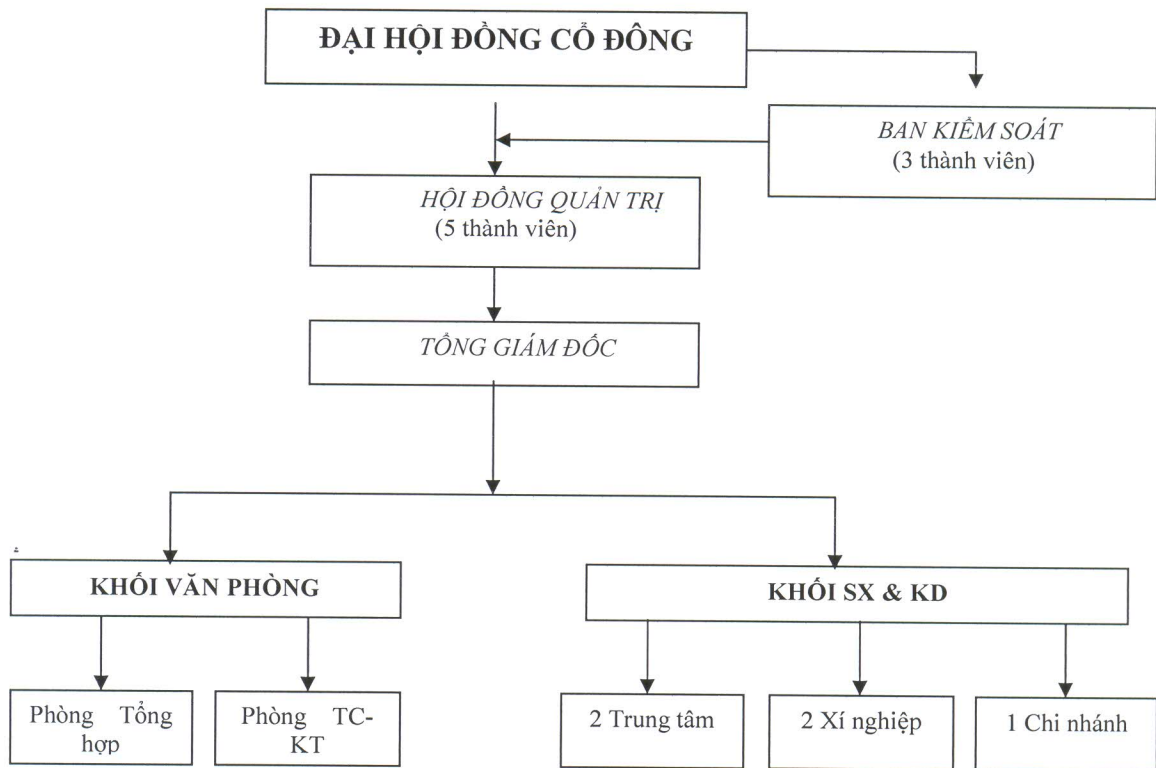 ĐẠI HỘI ĐỒNG CỔ ĐÔNG
BAN KIỂM SOÁT
(3 thành viên)
HỘI ĐỒNG QUẢN TRỊ
(5 thành viên)
TỔNG GIÁM ĐỐC
KHỐI VĂN PHÒNG
KHỐI SX & KD
Phòng Tổng
hợp
Phòng TC-
KT
2 Trung tâm
2 Xí nghiệp
1 Chi nhánh